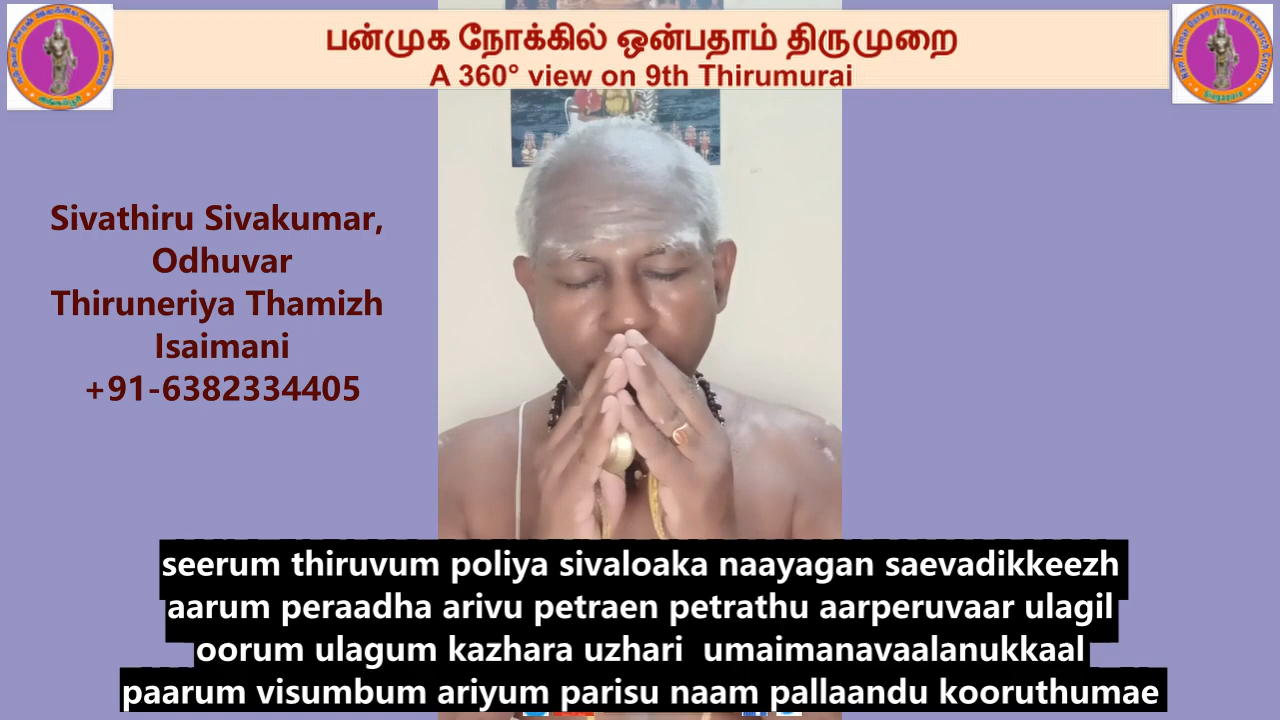 பன்முக நோக்கில் ஒன்பதாம் திருமுறை
A 360° view on 9th Thirumurai
Sivathiru Sivakumar,
Odhuvar
Thiruneriya Thamizh
Isaimani
+91-6382334405
seerum thiruvum poliya sivaloaka naayagan saevadikkeezh
aarum peraadha arivu petraen petrathu aarperuvaar ulagil
oorum ulagum kazhara uzhari umaimanavaalanukkaal
paarum visumbum ariyum parisu naam pallaandu kooruthumae